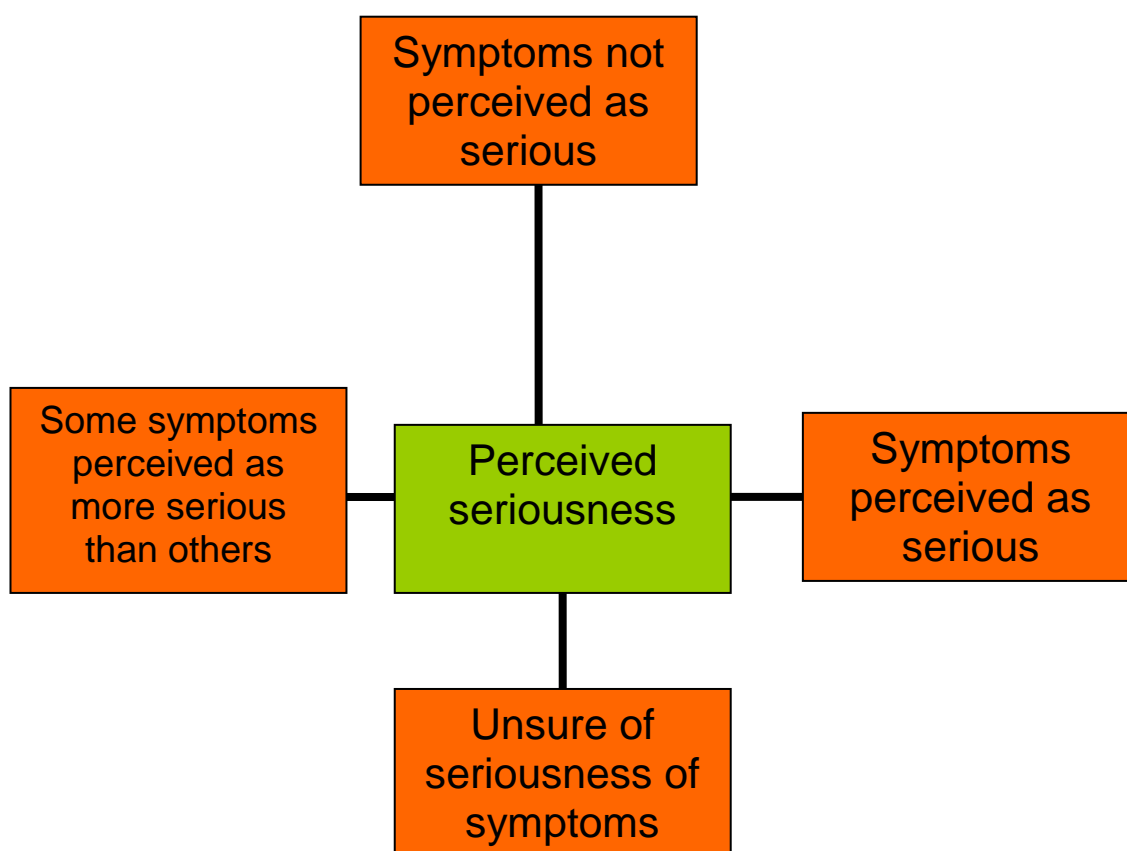 Symptoms not
perceived as
serious
Some symptoms
perceived as
more serious
than others
Perceived
seriousness
Symptoms
perceived as
serious
Unsure of
seriousness of
symptoms